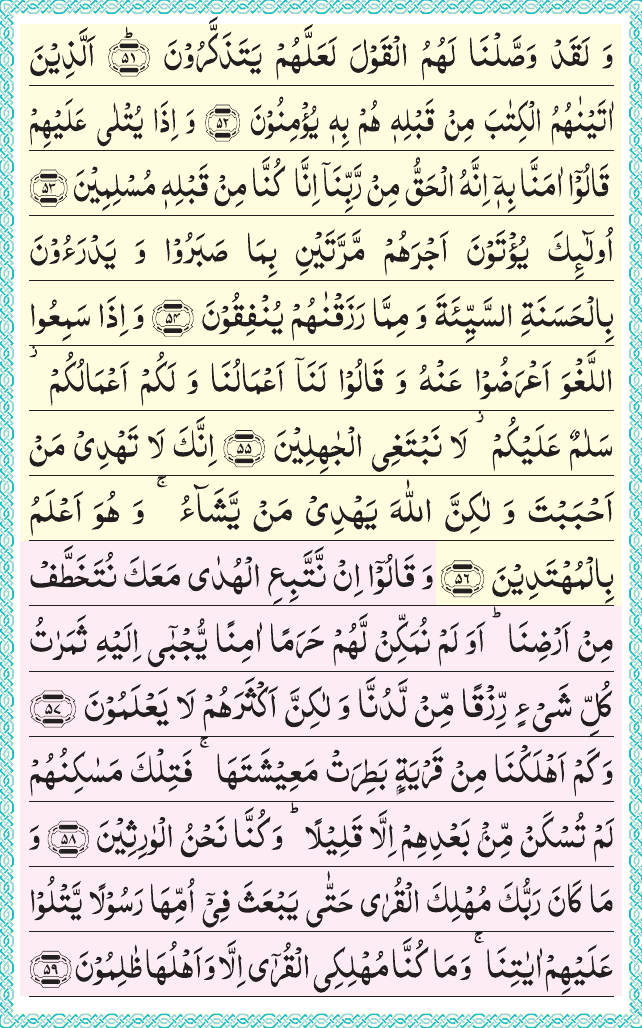 وَ لَقَدْ وَصَّلْنَا لَهُمُ الْقَوْلَ لَعَلَّهُمْ يَتَذَكَّرُوْنَ ؕ‏﴿۵۱﴾ اَلَّذِيْنَ
اٰتَيْنٰهُمُ الْكِتٰبَ مِنْ قَبْلِهٖ هُمْ بِهٖ يُؤْمِنُوْنَ ﴿۵۲﴾ وَ اِذَا يُتْلٰى عَلَيْهِمْ
قَالُوْۤا اٰمَنَّا بِهٖۤ اِنَّهُ الْحَقُّ مِنْ رَّبِّنَاۤ اِنَّا كُنَّا مِنْ قَبْلِهٖ مُسْلِمِيْنَ ﴿۵۳﴾
اُولٰٓئِكَ يُؤْتَوْنَ اَجْرَهُمْ مَّرَّتَيْنِ بِمَا صَبَرُوْا وَ يَدْرَءُوْنَ
بِالْحَسَنَةِ السَّيِّئَةَ وَ مِمَّا رَزَقْنٰهُمْ يُنْفِقُوْنَ ﴿۵۴﴾ وَ اِذَا سَمِعُوا
اللَّغْوَ اَعْرَضُوْا عَنْهُ وَ قَالُوْا لَنَاۤ اَعْمَالُنَا وَ لَكُمْ اَعْمَالُكُمْ ؗ
سَلٰمٌ عَلَيْكُمْ ؗ لَا نَبْتَغِى الْجٰهِلِيْنَ ﴿۵۵﴾ اِنَّكَ لَا تَهْدِىْ مَنْ
اَحْبَبْتَ وَ لٰكِنَّ اللّٰهَ يَهْدِىْ مَنْ يَّشَآءُ ۚ وَ هُوَ اَعْلَمُ
بِالْمُهْتَدِيْنَ ﴿۵۶﴾ وَ قَالُوْۤا اِنْ نَّتَّبِعِ الْهُدٰى مَعَكَ نُتَخَطَّفْ
مِنْ اَرْضِنَا ؕ اَوَ لَمْ نُمَكِّنْ لَّهُمْ حَرَمًا اٰمِنًا يُّجْبٰۤى اِلَيْهِ ثَمَرٰتُ
كُلِّ شَىْءٍ رِّزْقًا مِّنْ لَّدُنَّا وَ لٰكِنَّ اَكْثَرَهُمْ لَا يَعْلَمُوْنَ ﴿۵۷﴾
وَ كَمْ اَهْلَكْنَا مِنْ قَرْيَةٍۭ بَطِرَتْ مَعِيْشَتَهَا ۚ فَتِلْكَ مَسٰكِنُهُمْ
لَمْ تُسْكَنْ مِّنْۢ بَعْدِهِمْ اِلَّا قَلِيْلًا ؕ وَ كُنَّا نَحْنُ الْوٰرِثِيْنَ ﴿۵۸﴾ وَ
مَا كَانَ رَبُّكَ مُهْلِكَ الْقُرٰى حَتّٰى يَبْعَثَ فِىْۤ اُمِّهَا رَسُوْلًا يَّتْلُوْا
عَلَيْهِمْ اٰيٰتِنَا ۚ وَ مَا كُنَّا مُهْلِكِى الْقُرٰٓى اِلَّا وَ اَهْلُهَا ظٰلِمُوْنَ ﴿۵۹﴾